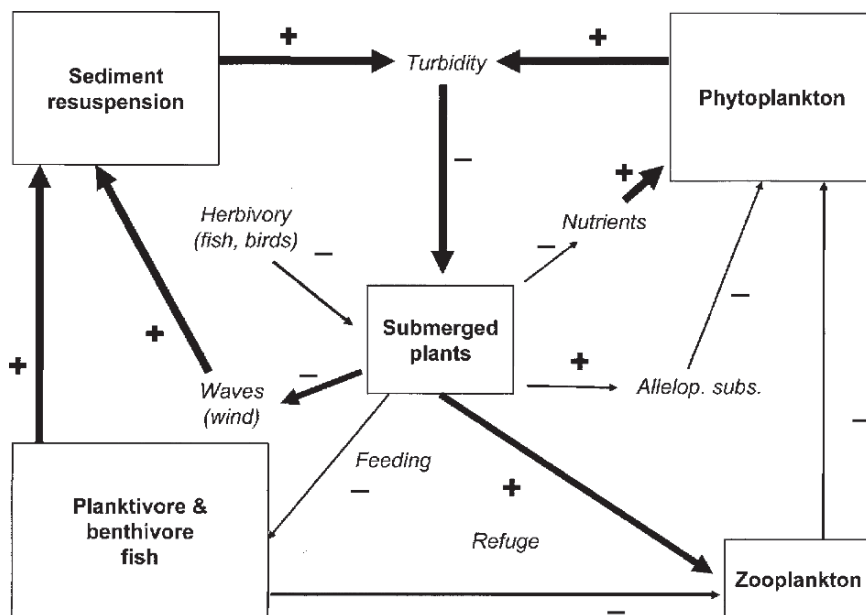 +
+
Sediment
resuspension
Turbidity
Phytoplankton
−
+
Herbivory
(fish, birds)
−
Nutrients
−
Submerged
plants
−
+
+
+
−
Waves
(wind)
Allelop. subs.
−
Feeding
−
+
Planktivore &
benthivore
fish
Refuge
Zooplankton
−